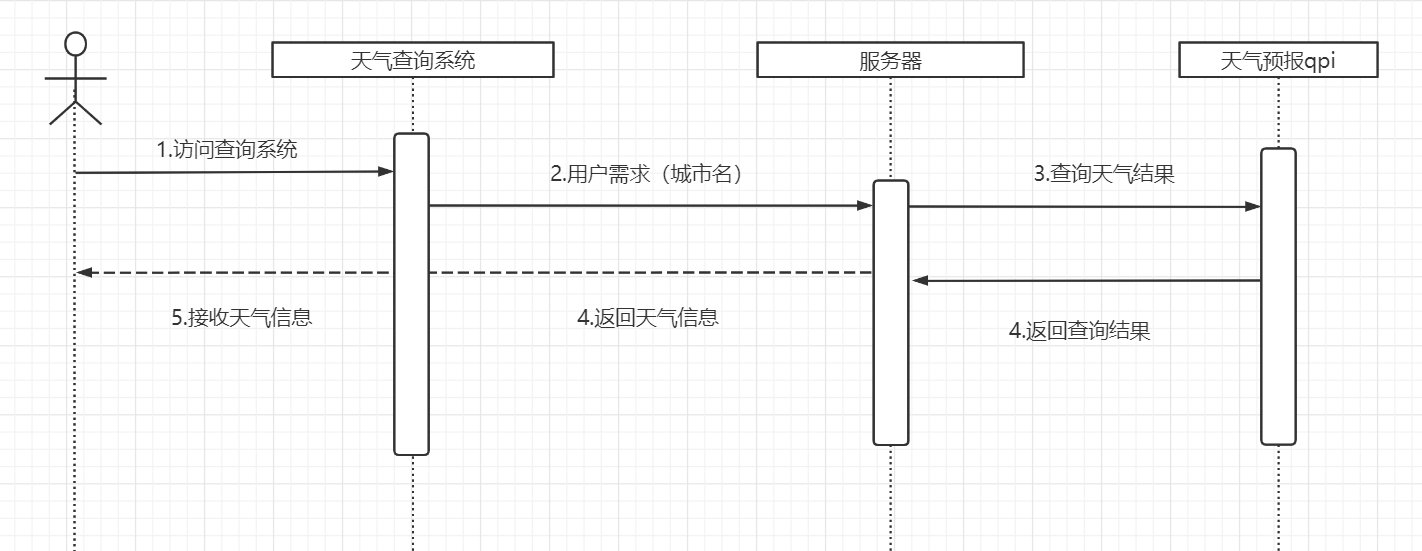 天气查询系统
服务器
天气预报qpi
1.访问查询系统
2.用户需求（城市名）
3.查询天气结果
5.接收天气信息
4.返回天气信息
4.返回查询结果